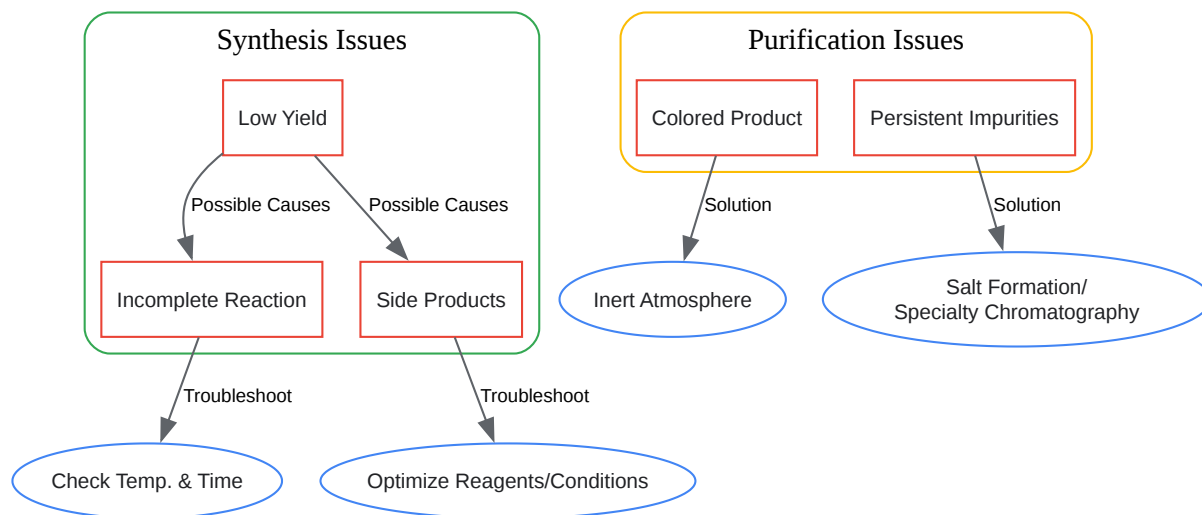 Synthesis Issues
Purification Issues
Low Yield
Colored Product
Persistent Impurities
Possible Causes
Possible Causes
Solution
Solution
Incomplete Reaction
Side Products
Inert Atmosphere
Salt Formation/
Specialty Chromatography
Troubleshoot
Troubleshoot
Check Temp. & Time
Optimize Reagents/Conditions